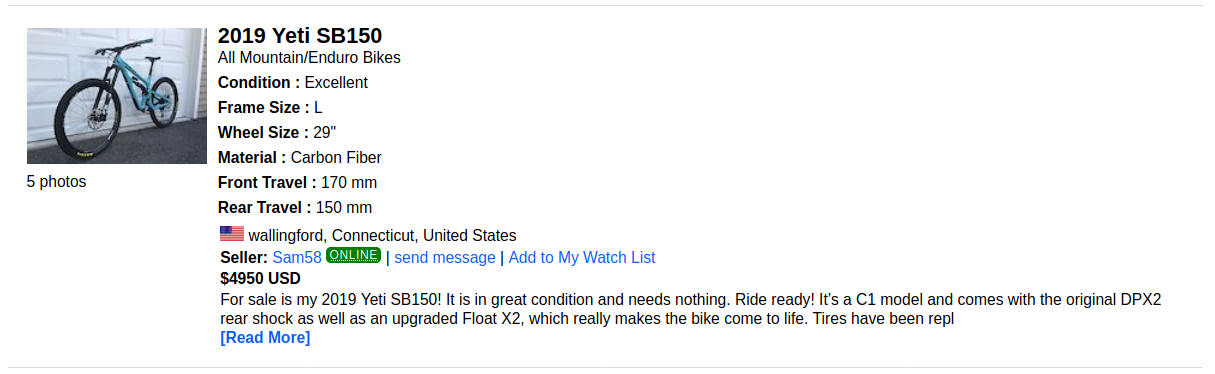 2019 Yeti SB150
All Mountain/Enduro Bikes
Condition : Excellent
Frame Size : L
Wheel Size : 29"
Material : Carbon Fiber
Front Travel : 170 mm
5 photos
Rear Travel : 150 mm
wallingford, Connecticut, United States
Seller: Sam58 ONLINE | send message | Add to My Watch List
$4950 USD
For sale is my 2019 Yeti SB150! It is in great condition and needs nothing. Ride ready! It’s a C1 model and comes with the original DPX2
rear shock as well as an upgraded Float X2, which really makes the bike come to life. Tires have been repl
[Read More]